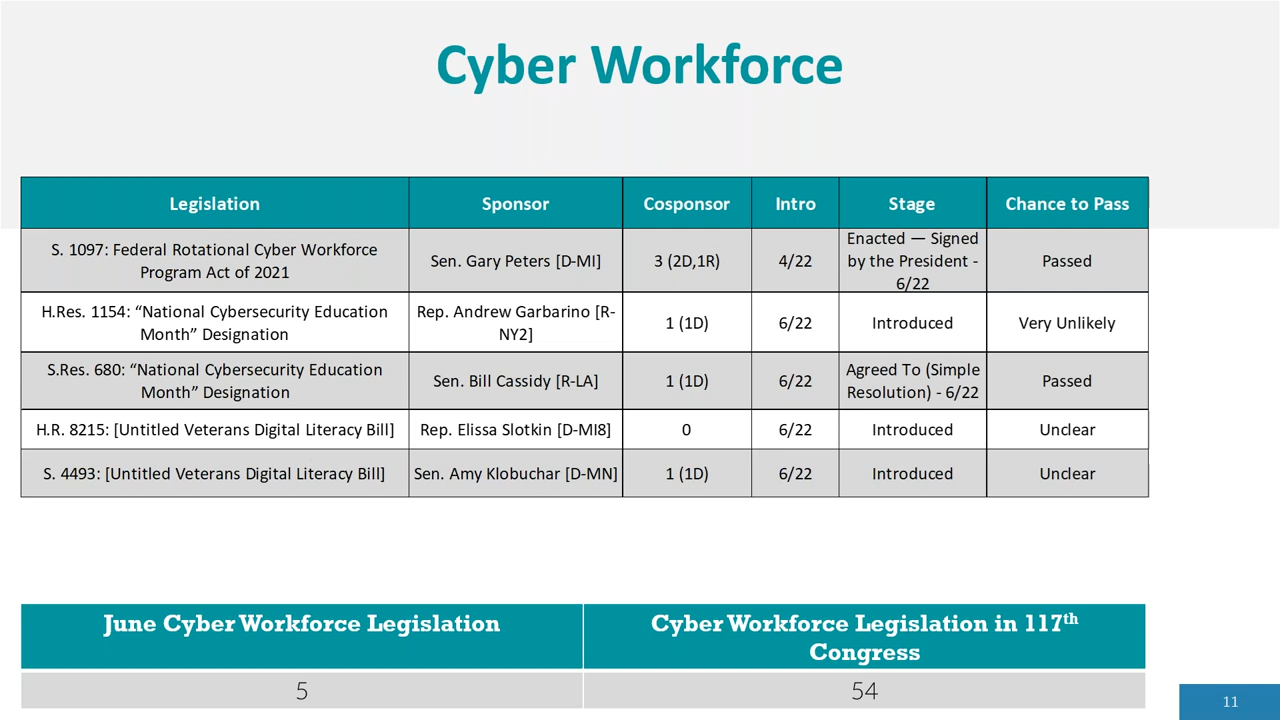 Cyber Workforce
Legislation Sponsor Cosponsor Intro Stage Chance to Pass
S. 1097: Federal Rotational Cyber Workforce
Program Act of 2021
Sen. Gary Peters [D-MI]
3 (2D,1R)
4/22
Enacted — Signed
by the President -
6/22
Passed
H.Res. 1154: “National Cybersecurity Education
Month” Designation
Rep. Andrew Garbarino [R-
NY2]
1 (1D)
6/22
Introduced
Very Unlikely
S.Res. 680: “National Cybersecurity Education
Month” Designation
Sen. Bill Cassidy [R-LA]
1 (1D)
6/22
Agreed To (Simple
Resolution) - 6/22
Passed
H.R. 8215: [Untitled Veterans Digital Literacy Bill]
Rep. Elissa Slotkin [D-MI8]
0
6/22
Introduced
Unclear
S. 4493: [Untitled Veterans Digital Literacy Bill]
Sen. Amy Klobuchar [D-MN]
1 (1D)
6/22
Introduced
Unclear
June Cyber Workforce Legislation
Cyber Workforce Legislation in 117th
Congress
5
54
11